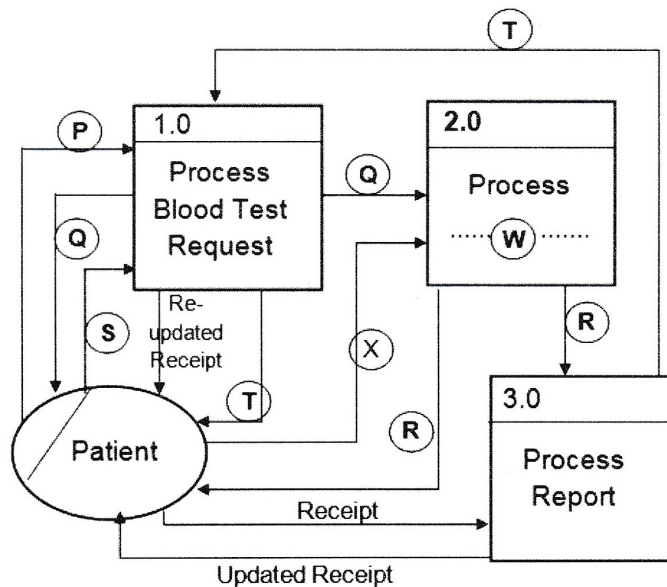 T
P
1.0
Process
Blood Test
Request
Q
2.0
Process
W
Q
S
Re-
updated
Receipt
T
X
R
R
Patient
3.0
Process
Report
Receipt
Updated Receipt